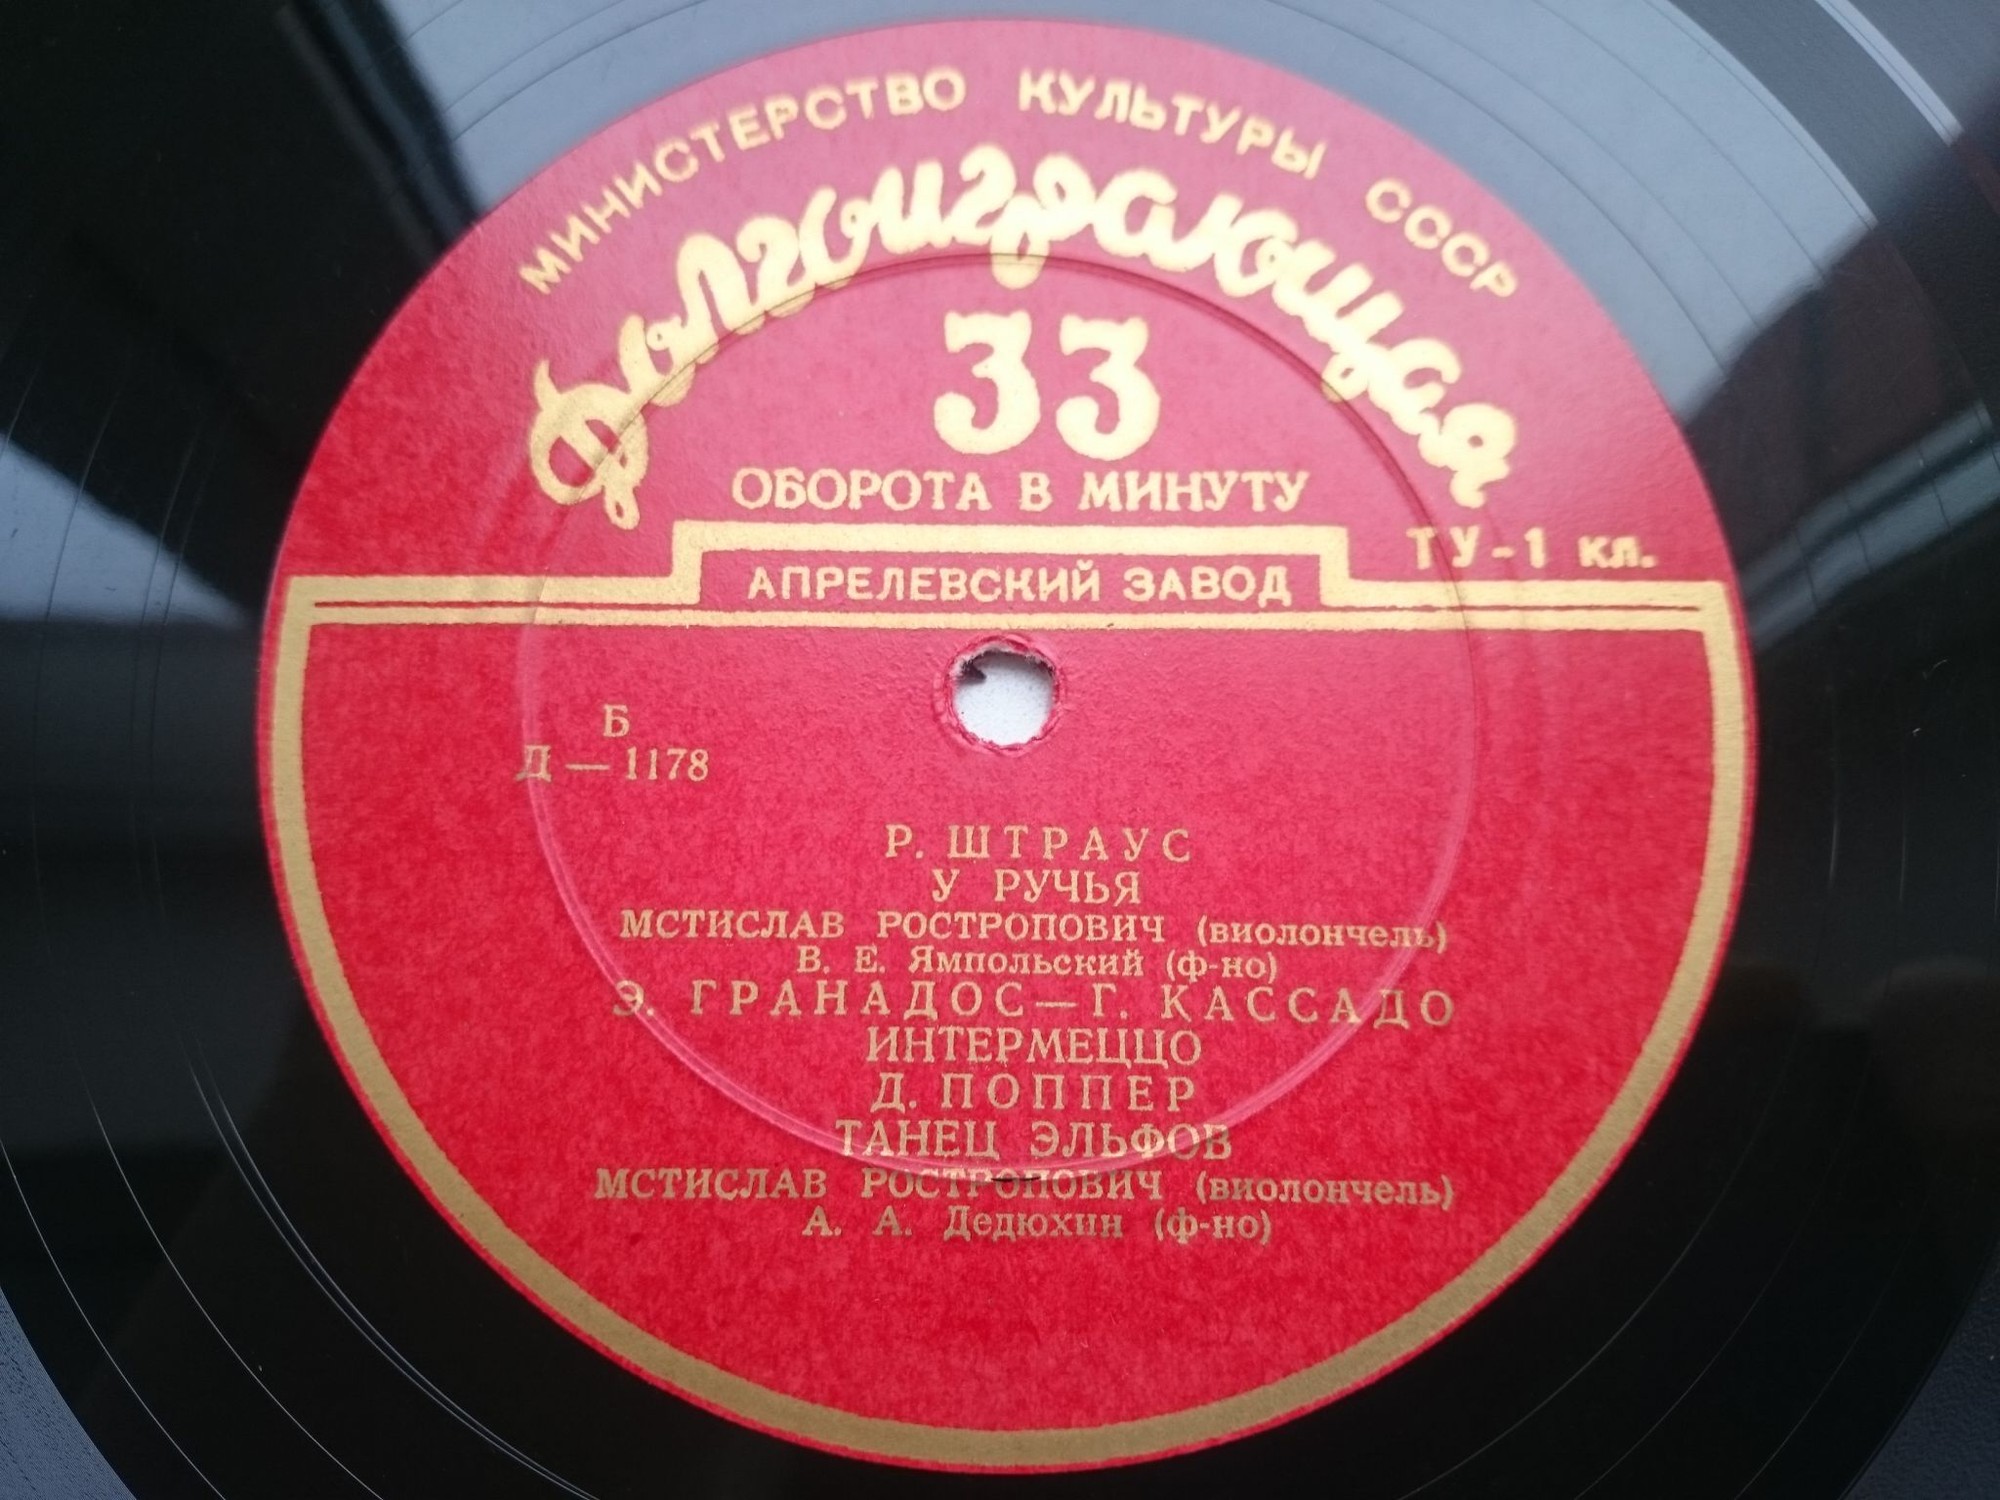 МИНИСТЕРСТВО КУЛЬТУРЫ СССР
Долгоиграющая
33
ОБОРОТА В МИНУТУ
ТУ-1 кл.
АПРЕЛЕВСКИЙ ЗАВОД
Б
Д — 1178
Р. ШТРАУС
У РУЧЬЯ
МСТИСЛАВ РОСТРОПОВИЧ (виолончель)
В. Е. Ямпольский (ф-но)
Э. ГРАНАДОС — Г. КАССАДО
ИНТЕРМЕЦЦО
Д. ПОППЕР
ТАНЕЦ ЭЛЬФОВ
МСТИСЛАВ РОСТРОПОВИЧ (виолончель)
А. А. Дедюхин (ф-но)